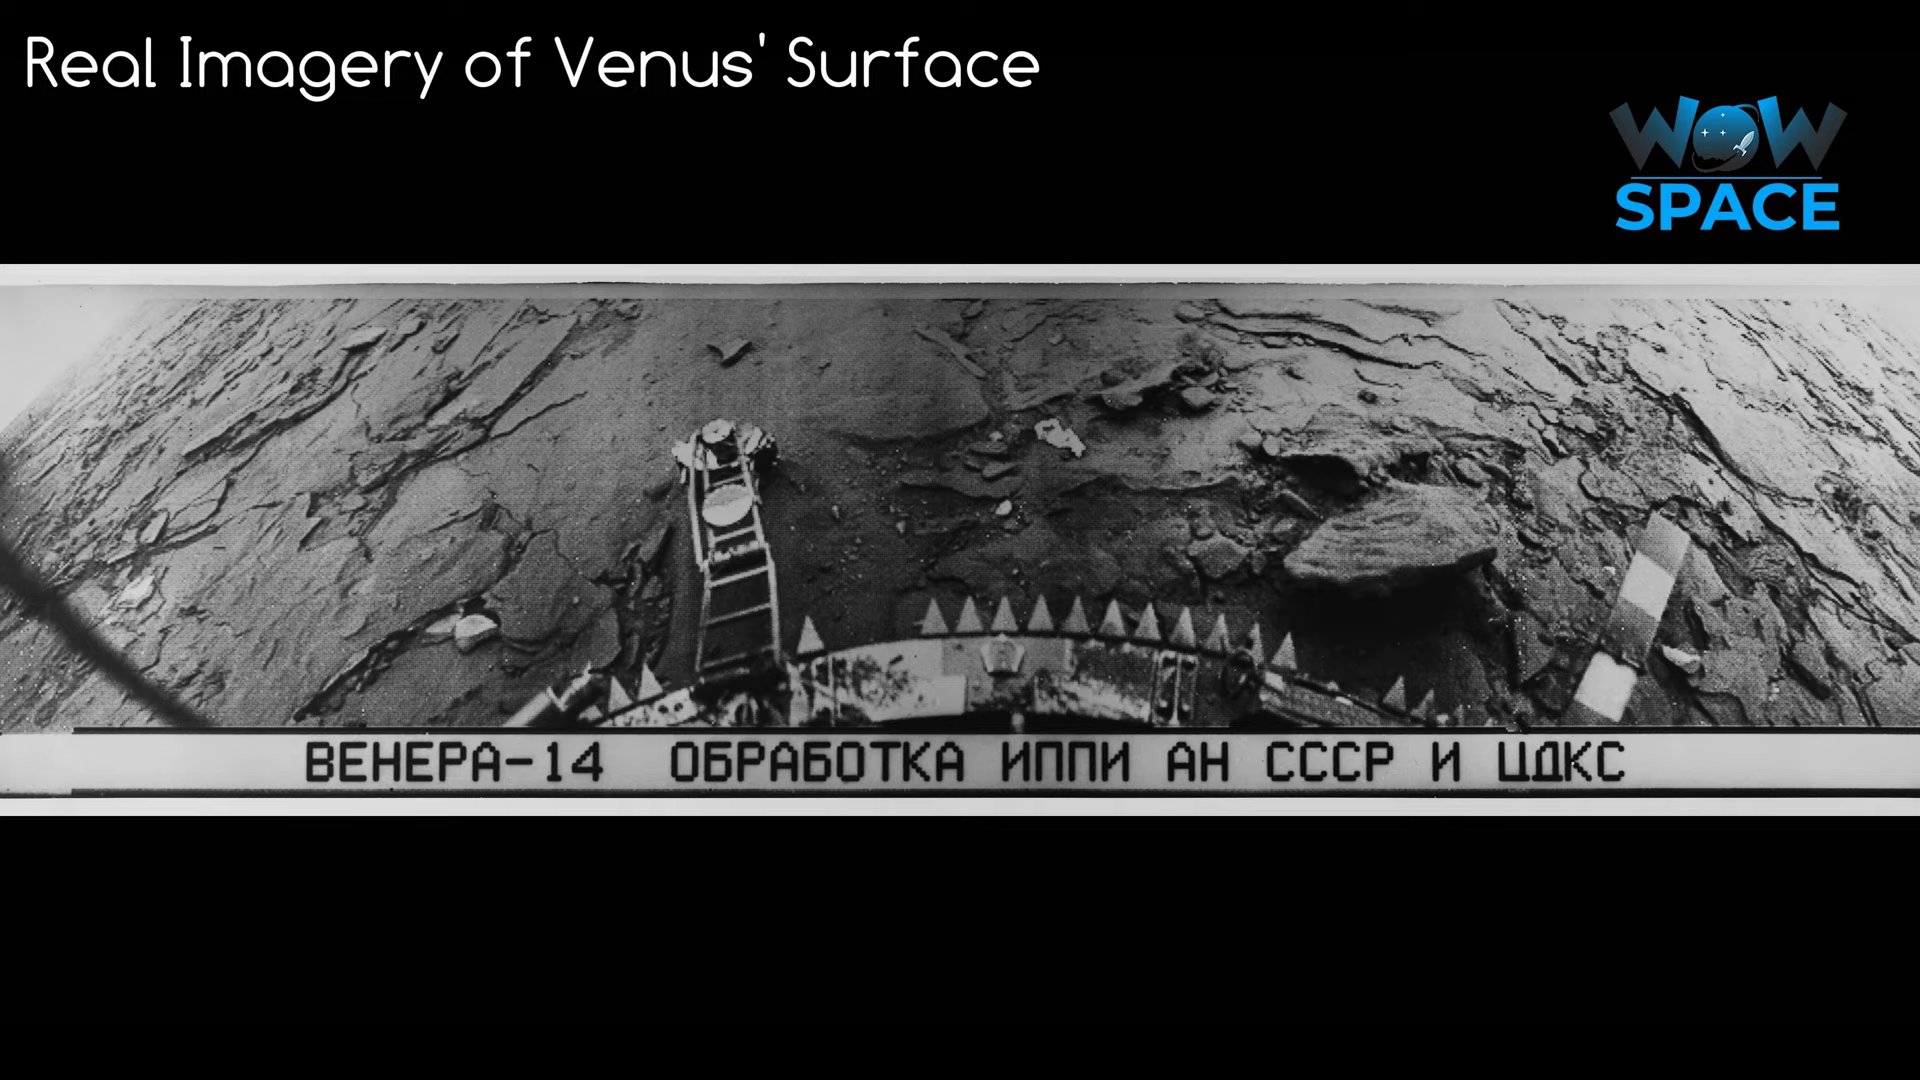 Real Imagery of Venus' Surface
WOW
SPACE
ВЕНЕРА-14 ОБРАБОТКА ИППИ АН СССР И ЦДКС